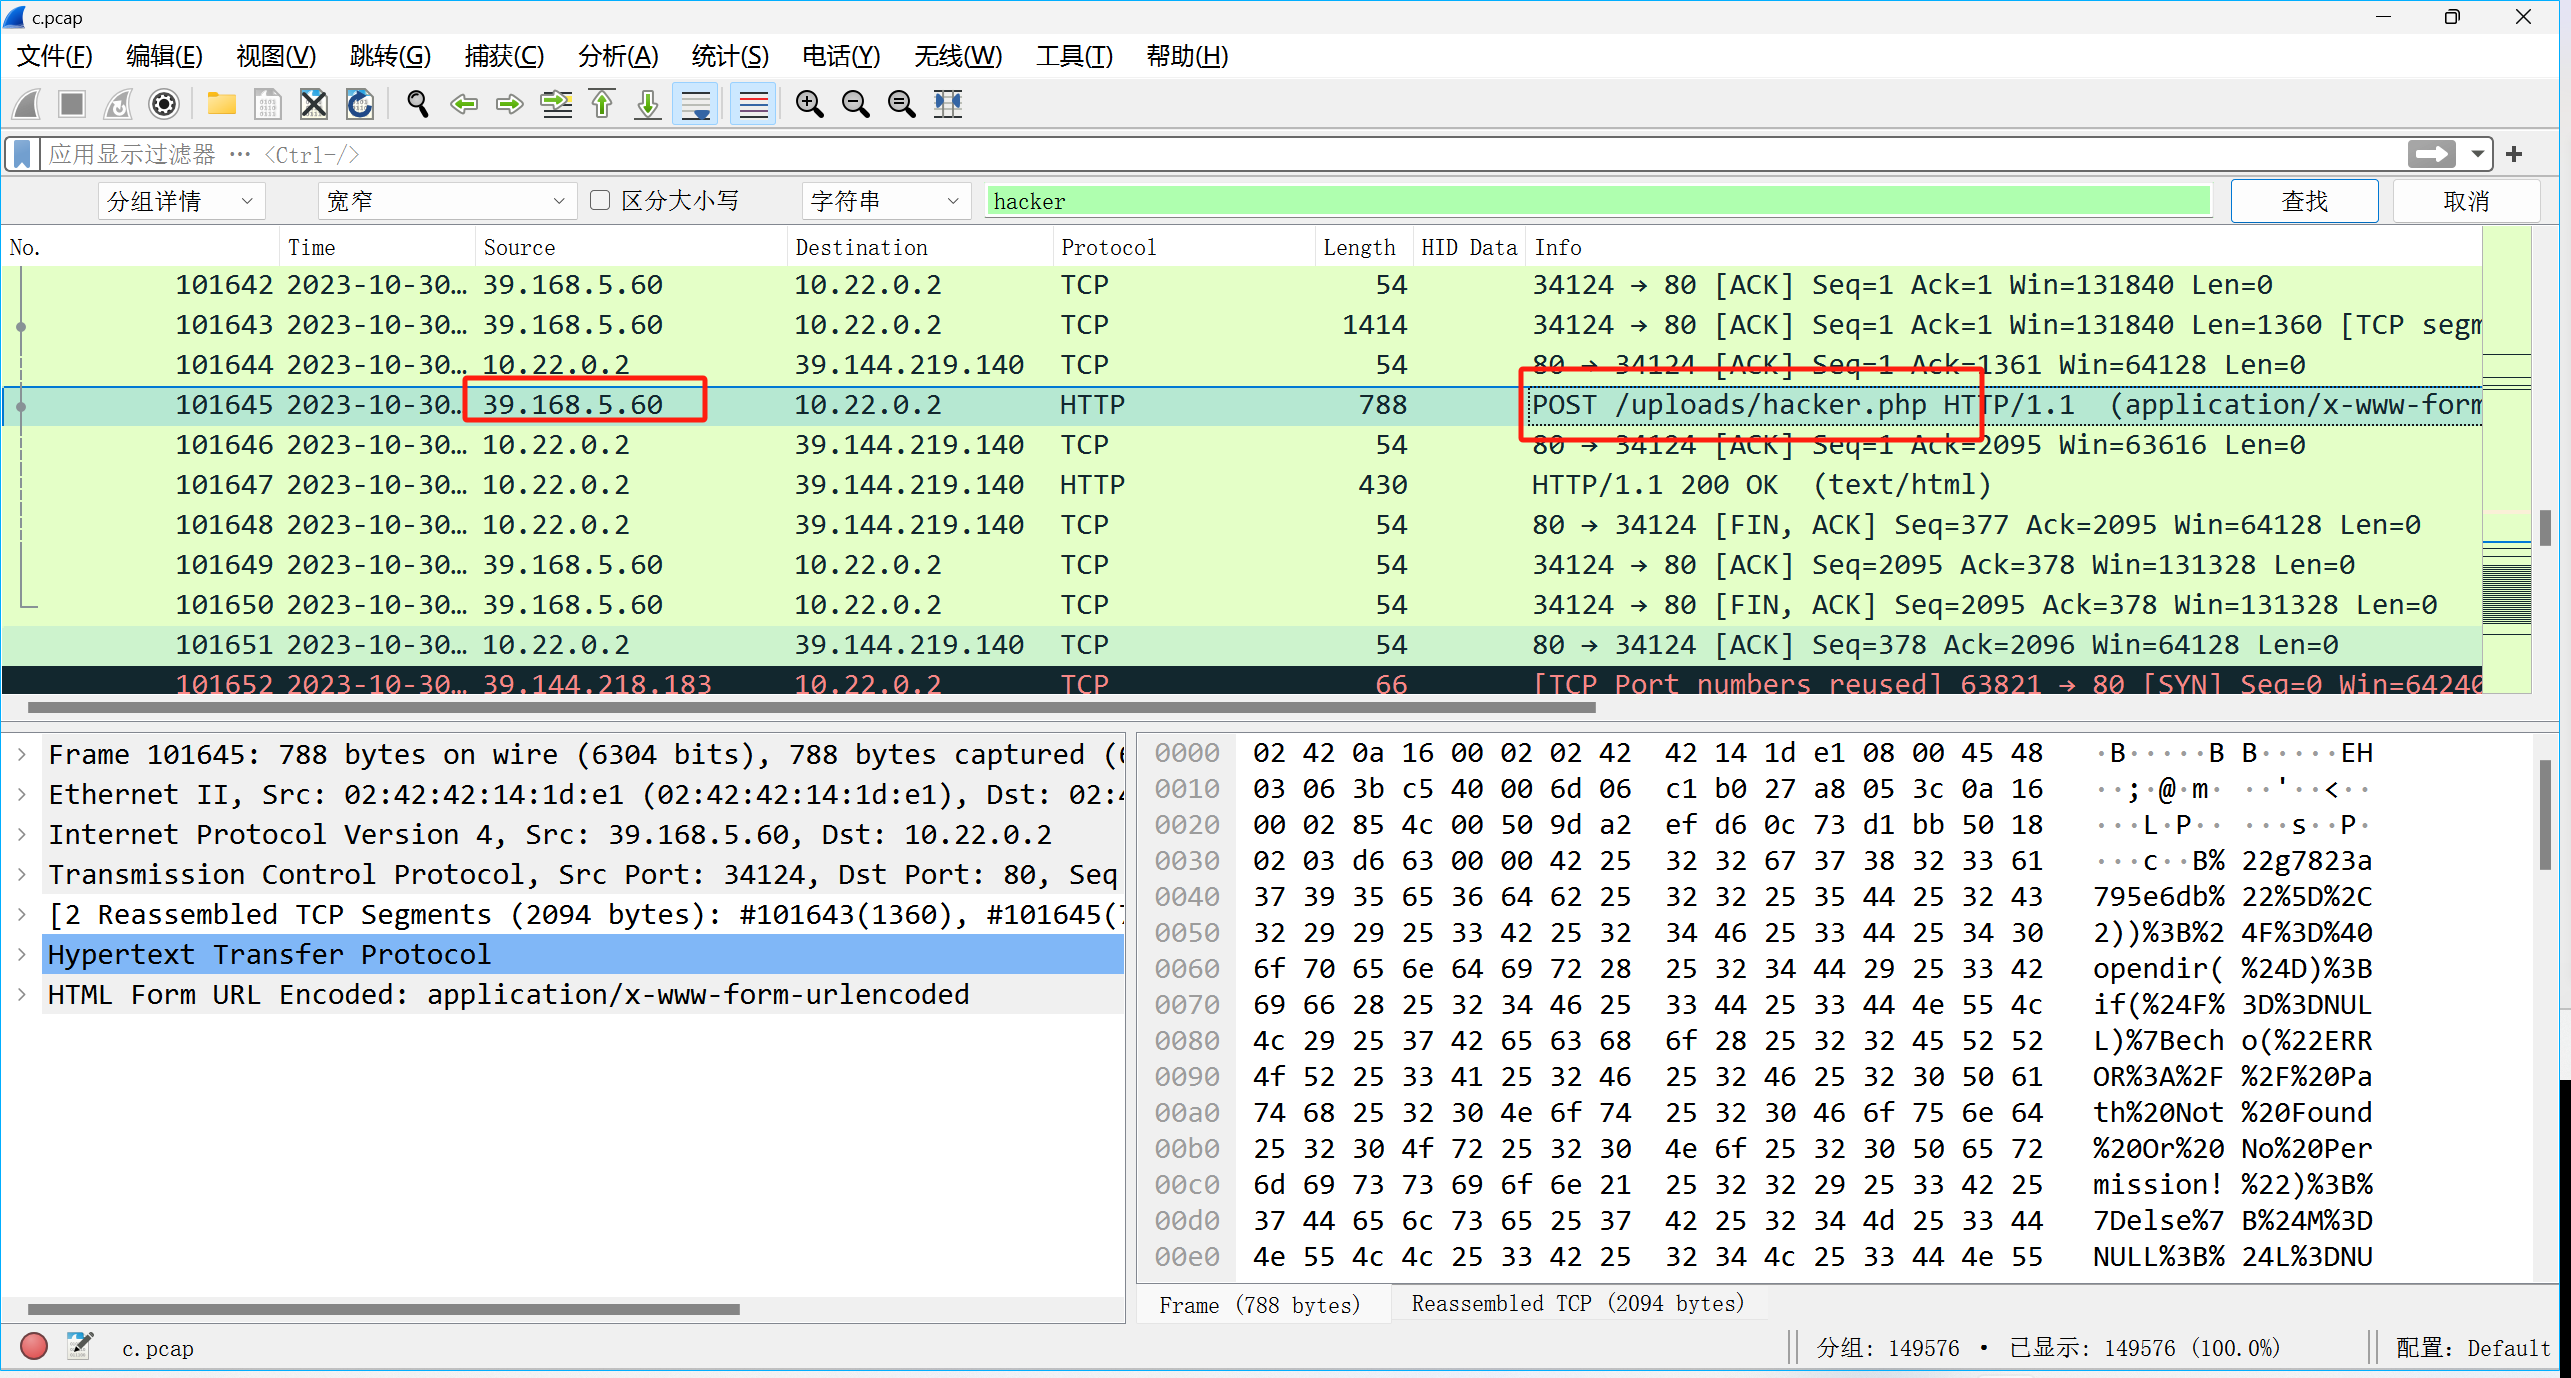 c.pcap
文件(F) 编辑(E) 视图(V) 跳转(G) 捕获(C) 分析(A) 统计(S) 电话(Y) 无线(W) 工具(T) 帮助(H)
应用显示过滤器 … <Ctrl-/>
分组详情 宽窄 区分大小写 字符串 hacker 查找 取消
No. Time Source Destination Protocol Length HID Data Info
101642 2023-10-30… 39.168.5.60 10.22.0.2 TCP 54 34124 → 80 [ACK] Seq=1 Ack=1 Win=131840 Len=0
101643 2023-10-30… 39.168.5.60 10.22.0.2 TCP 1414 34124 → 80 [ACK] Seq=1 Ack=1 Win=131840 Len=1360 [TCP segm
101644 2023-10-30… 10.22.0.2 39.144.219.140 TCP 54 80 → 34124 [ACK] Seq=1 Ack=1361 Win=64128 Len=0
101645 2023-10-30… 39.168.5.60 10.22.0.2 HTTP 788 POST /uploads/hacker.php HTTP/1.1 (application/x-www-form
101646 2023-10-30… 10.22.0.2 39.144.219.140 TCP 54 80 → 34124 [ACK] Seq=1 Ack=2095 Win=63616 Len=0
101647 2023-10-30… 10.22.0.2 39.144.219.140 HTTP 430 HTTP/1.1 200 OK (text/html)
101648 2023-10-30… 10.22.0.2 39.144.219.140 TCP 54 80 → 34124 [FIN, ACK] Seq=377 Ack=2095 Win=64128 Len=0
101649 2023-10-30… 39.168.5.60 10.22.0.2 TCP 54 34124 → 80 [ACK] Seq=2095 Ack=378 Win=131328 Len=0
101650 2023-10-30… 39.168.5.60 10.22.0.2 TCP 54 34124 → 80 [FIN, ACK] Seq=2095 Ack=378 Win=131328 Len=0
101651 2023-10-30… 10.22.0.2 39.144.219.140 TCP 54 80 → 34124 [ACK] Seq=378 Ack=2096 Win=64128 Len=0
101652 2023-10-30… 39.144.218.183 10.22.0.2 TCP 66 [TCP Port numbers reused] 63821 → 80 [SYN] Seq=0 Win=64240
Frame 101645: 788 bytes on wire (6304 bits), 788 bytes captured (6
Ethernet II, Src: 02:42:42:14:1d:e1 (02:42:42:14:1d:e1), Dst: 02:4
Internet Protocol Version 4, Src: 39.168.5.60, Dst: 10.22.0.2
Transmission Control Protocol, Src Port: 34124, Dst Port: 80, Seq
[2 Reassembled TCP Segments (2094 bytes): #101643(1360), #101645(7
Hypertext Transfer Protocol
HTML Form URL Encoded: application/x-www-form-urlencoded
0000 02 42 0a 16 00 02 02 42 42 14 1d e1 08 00 45 48 ·B·····B B·····EH
0010 03 06 3b c5 40 00 6d 06 c1 b0 27 a8 05 3c 0a 16 ··;·@·m· ··'··<··
0020 00 02 85 4c 00 50 9d a2 ef d6 0c 73 d1 bb 50 18 ···L·P·· ···s··P·
0030 02 03 d6 63 00 00 42 25 32 32 67 37 38 32 33 61 ···c··B% 22g7823a
0040 37 39 35 65 36 64 62 25 32 32 25 35 44 25 32 43 795e6db% 22%5D%2C
0050 32 29 29 25 33 42 25 32 34 46 25 33 44 25 34 30 2))%3B%2 4F%3D%40
0060 6f 70 65 6e 64 69 72 28 25 32 34 44 29 25 33 42 opendir( %24D)%3B
0070 69 66 28 25 32 34 46 25 33 44 25 33 44 4e 55 4c if(%24F% 3D%3DNUL
0080 4c 29 25 37 42 65 63 68 6f 28 25 32 32 45 52 52 L)%7Bech o(%22ERR
0090 4f 52 25 33 41 25 32 46 25 32 46 25 32 30 50 61 OR%3A%2F %2F%20Pa
00a0 74 68 25 32 30 4e 6f 74 25 32 30 46 6f 75 6e 64 th%20Not %20Found
00b0 25 32 30 4f 72 25 32 30 4e 6f 25 32 30 50 65 72 %20Or%20 No%20Per
00c0 6d 69 73 73 69 6f 6e 21 25 32 32 29 25 33 42 25 mission! %22)%3B%
00d0 37 44 65 6c 73 65 25 37 42 25 32 34 4d 25 33 44 7Delse%7 B%24M%3D
00e0 4e 55 4c 4c 25 33 42 25 32 34 4c 25 33 44 4e 55 NULL%3B% 24L%3DNU
Frame (788 bytes) Reassembled TCP (2094 bytes)
c.pcap 分组: 149576 • 已显示: 149576 (100.0%) 配置: Default